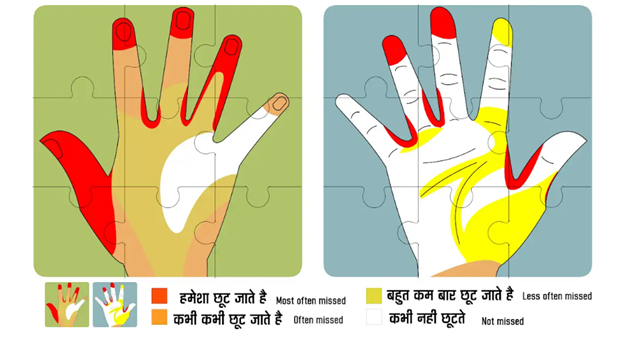 हमेशा छूट जाते है Most often missed
कभी कभी छूट जाते है Often missed
बहुत कम बार छूट जाते है Less often missed
कभी नही छूटते Not missed